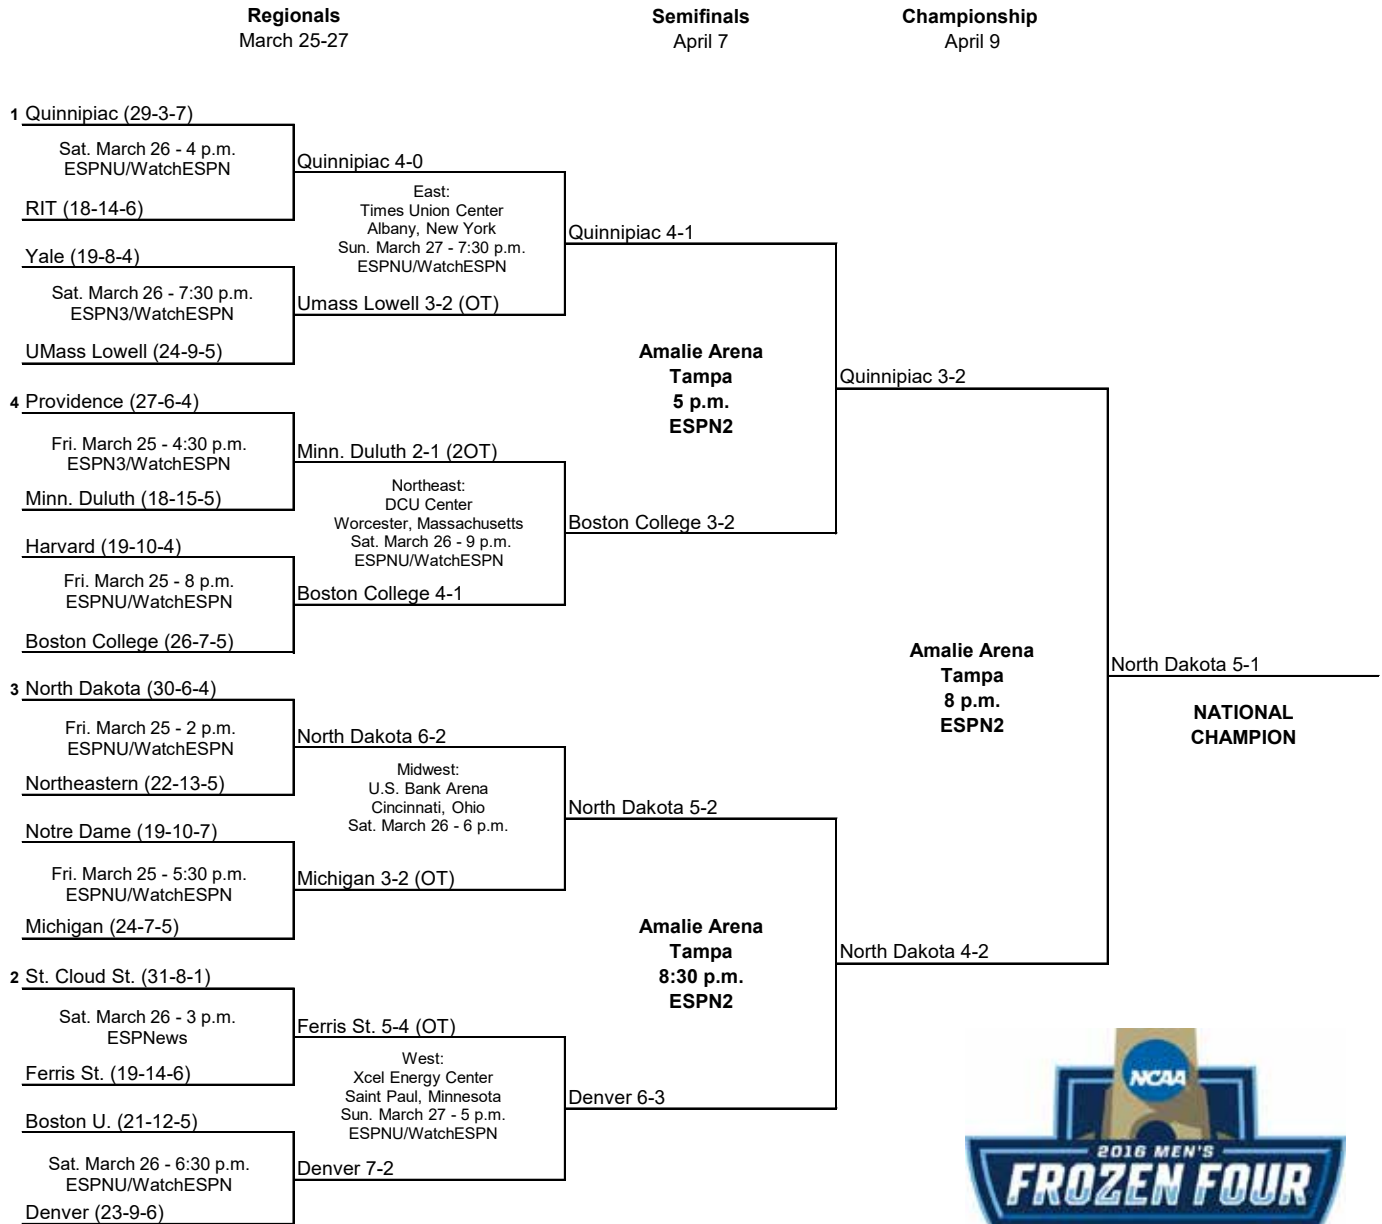 Regionals
March 25-27
Semifinals
April 7
Championship
April 9
1 Quinnipiac (29-3-7)
Sat. March 26 - 4 p.m.
ESPNU/WatchESPN
RIT (18-14-6)
Quinnipiac 4-0
East:
Times Union Center
Albany, New York
Sun. March 27 - 7:30 p.m.
ESPNU/WatchESPN
Yale (19-8-4)
Sat. March 26 - 7:30 p.m.
ESPN3/WatchESPN
UMass Lowell (24-9-5)
Umass Lowell 3-2 (OT)
Quinnipiac 4-1
4 Providence (27-6-4)
Fri. March 25 - 4:30 p.m.
ESPN3/WatchESPN
Minn. Duluth (18-15-5)
Minn. Duluth 2-1 (2OT)
Northeast:
DCU Center
Worcester, Massachusetts
Sat. March 26 - 9 p.m.
ESPNU/WatchESPN
Harvard (19-10-4)
Fri. March 25 - 8 p.m.
ESPNU/WatchESPN
Boston College (26-7-5)
Boston College 4-1
Boston College 3-2
Amalie Arena
Tampa
5 p.m.
ESPN2
Quinnipiac 3-2
3 North Dakota (30-6-4)
Fri. March 25 - 2 p.m.
ESPNU/WatchESPN
Northeastern (22-13-5)
North Dakota 6-2
Midwest:
U.S. Bank Arena
Cincinnati, Ohio
Sat. March 26 - 6 p.m.
Notre Dame (19-10-7)
Fri. March 25 - 5:30 p.m.
ESPNU/WatchESPN
Michigan (24-7-5)
Michigan 3-2 (OT)
North Dakota 5-2
2 St. Cloud St. (31-8-1)
Sat. March 26 - 3 p.m.
ESPNews
Ferris St. (19-14-6)
Ferris St. 5-4 (OT)
West:
Xcel Energy Center
Saint Paul, Minnesota
Sun. March 27 - 5 p.m.
ESPNU/WatchESPN
Boston U. (21-12-5)
Sat. March 26 - 6:30 p.m.
ESPNU/WatchESPN
Denver (23-9-6)
Denver 7-2
Denver 6-3
Amalie Arena
Tampa
8:30 p.m.
ESPN2
North Dakota 4-2
Amalie Arena
Tampa
8 p.m.
ESPN2
North Dakota 5-1
NATIONAL
CHAMPION
NCAA
2016 MEN'S
FROZEN FOUR